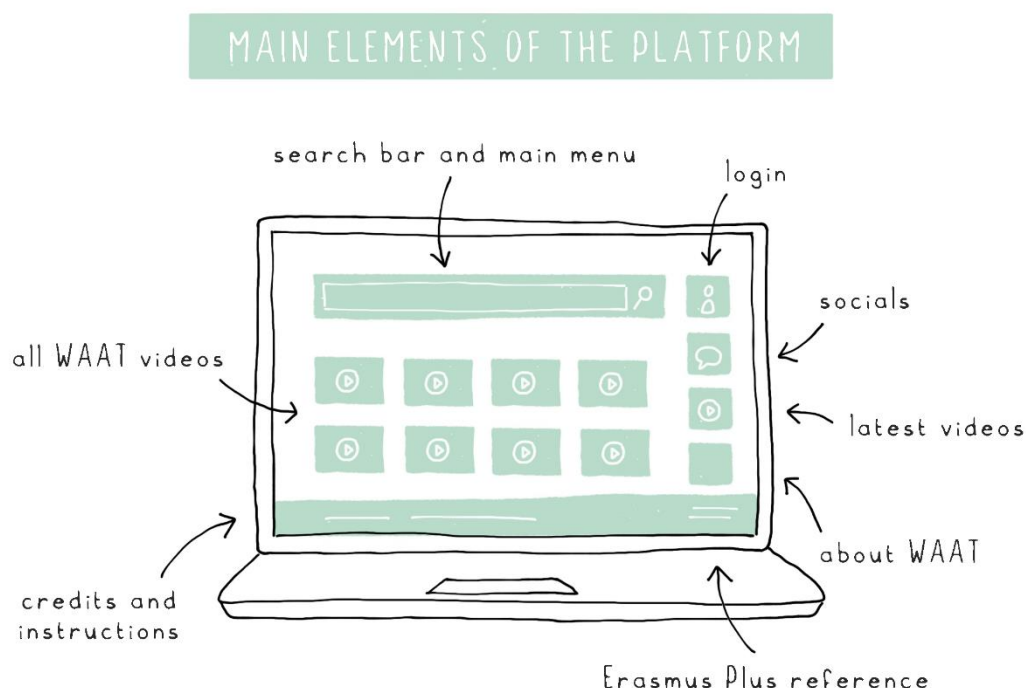 MAIN ELEMENTS OF THE PLATFORM
search bar and main menu
login
socials
all WAAT videos
latest videos
about WAAT
credits and
instructions
Erasmus Plus reference